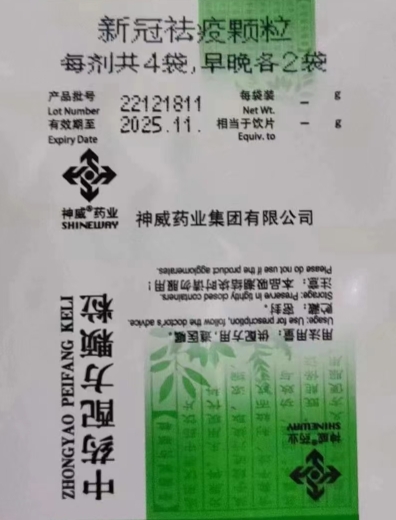 新冠祛疫颗粒
每剂共4袋,早晚各2袋
产品批号 22121811 每袋装 – g
Lot Number Net Wt.
有效期至 2025.11. 相当于饮片 – g
Expiry Date Equiv. to
神威®药业
SHINEWAY
神威药业集团有限公司
中药配方颗粒
ZHONGYAO PEIFANG KELI
用法用量:供配方用,遵医嘱。
Usage: Use for prescription, follow the doctor's advice.
贮藏:密封。
Storage: Preserve in tightly closed containers.
注意:本品吸潮结块时请勿服用!
Please do not use if the product agglomerates.
神威®药业
SHINEWAY